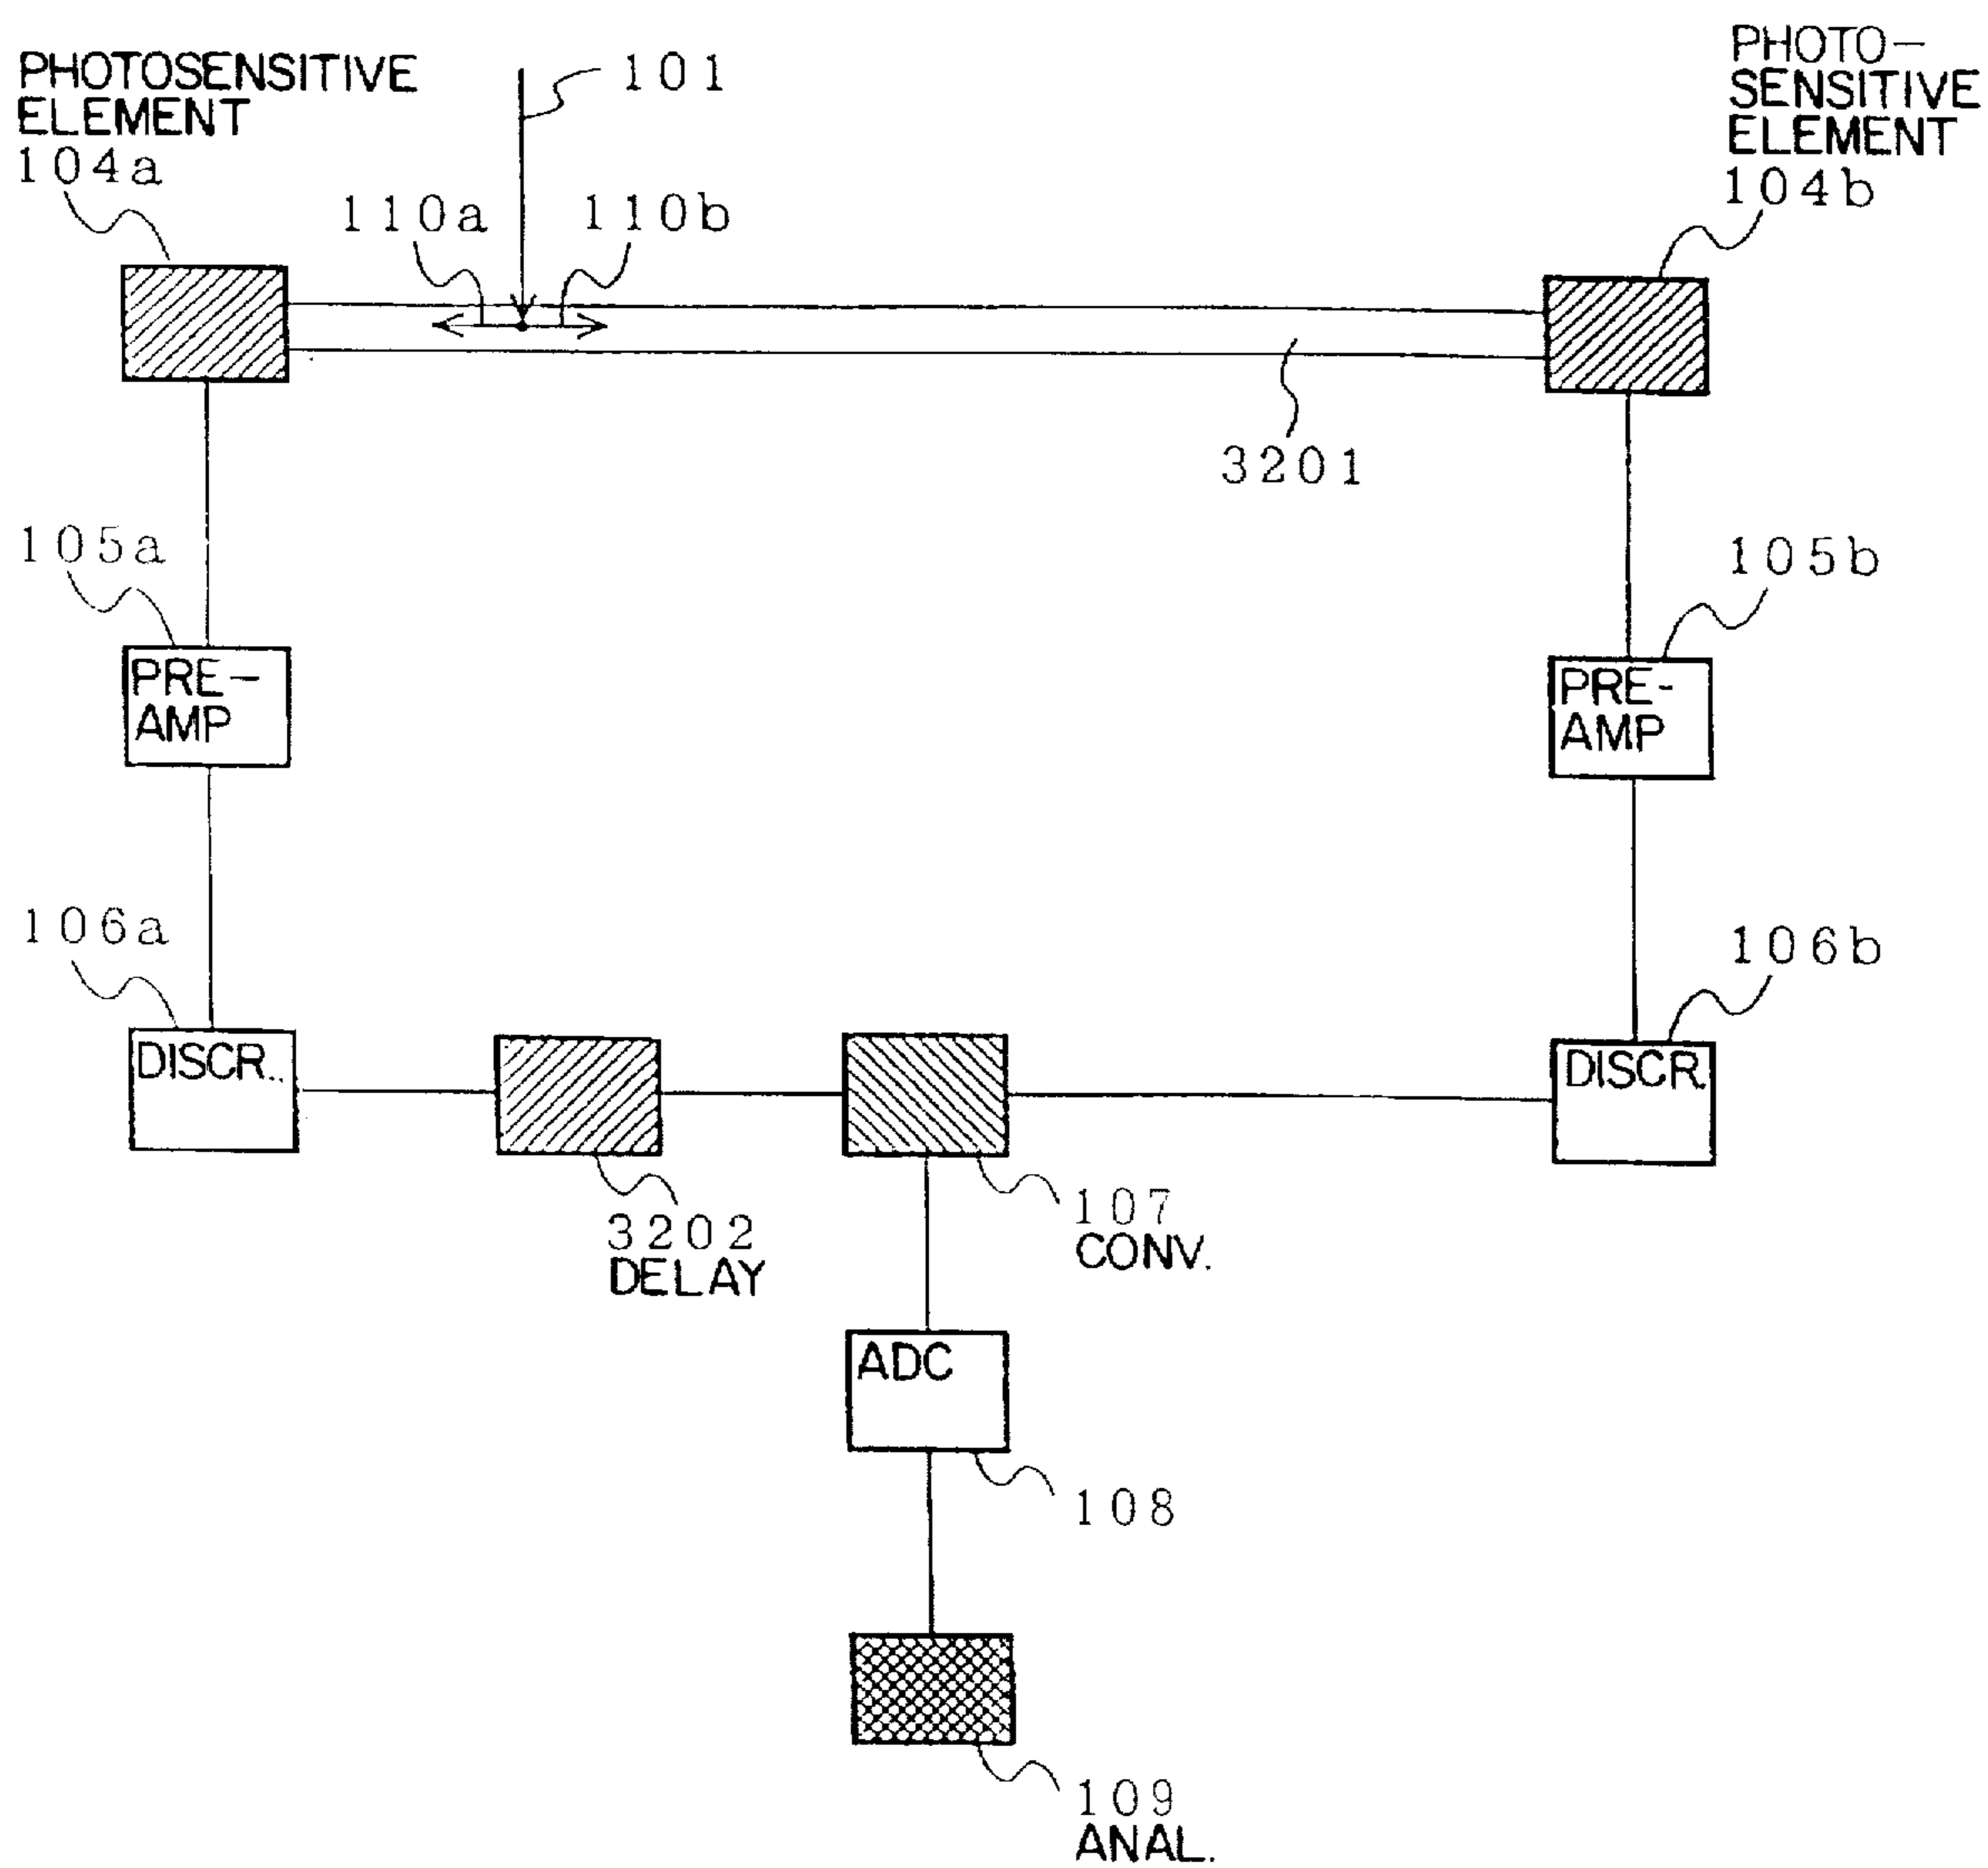 PHOTOSENSITIVE
ELEMENT
104a
101
PHOTO-
SENSITIVE
ELEMENT
104b
110a
110b
3201
105a
105b
PRE-
AMP
PRE-
AMP
106a
106b
DISCR..
DISCR.
3202
DELAY
107
CONV.
ADC
108
109
ANAL.